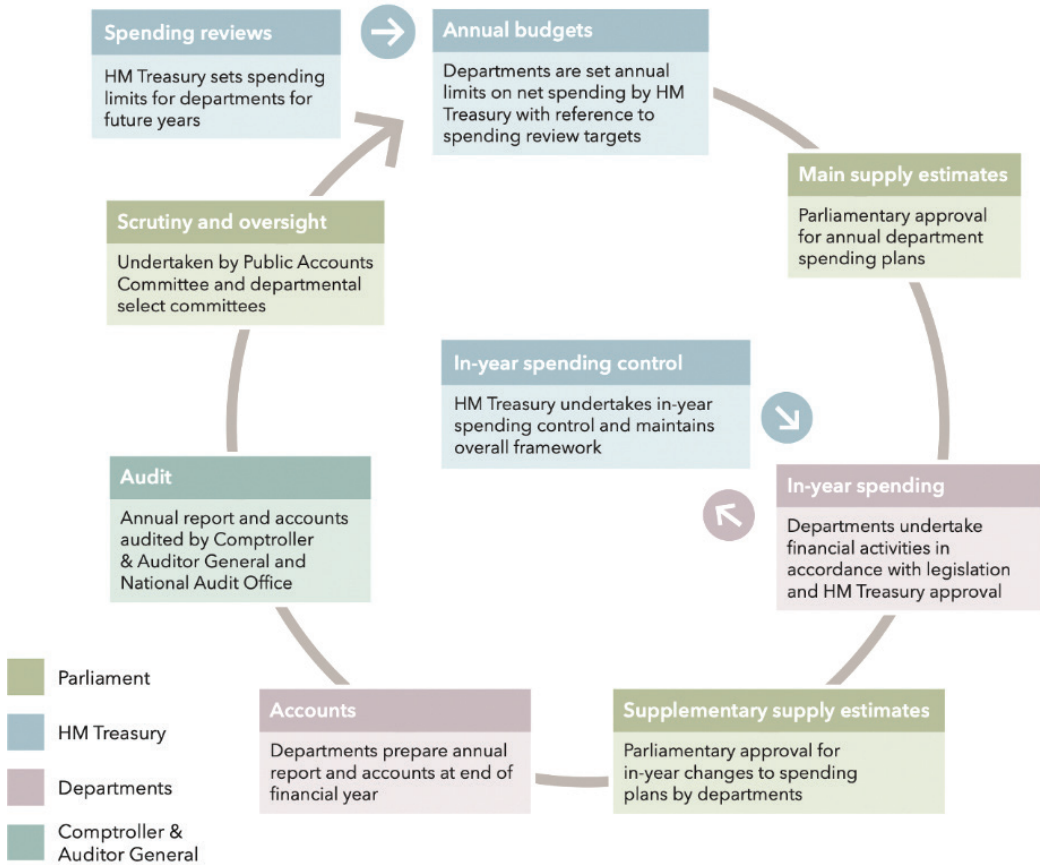 Spending reviews
HM Treasury sets spending
limits for departments for
future years
Annual budgets
Departments are set annual
limits on net spending by HM
Treasury with reference to
spending review targets
Main supply estimates
Parliamentary approval
for annual department
spending plans
Scrutiny and oversight
Undertaken by Public Accounts
Committee and departmental
select committees
In-year spending control
HM Treasury undertakes in-year
spending control and maintains
overall framework
In-year spending
Departments undertake
financial activities in
accordance with legislation
and HM Treasury approval
Audit
Annual report and accounts
audited by Comptroller
& Auditor General and
National Audit Office
Accounts
Departments prepare annual
report and accounts at end of
financial year
Supplementary supply estimates
Parliamentary approval for
in-year changes to spending
plans by departments
Parliament
HM Treasury
Departments
Comptroller &
Auditor General